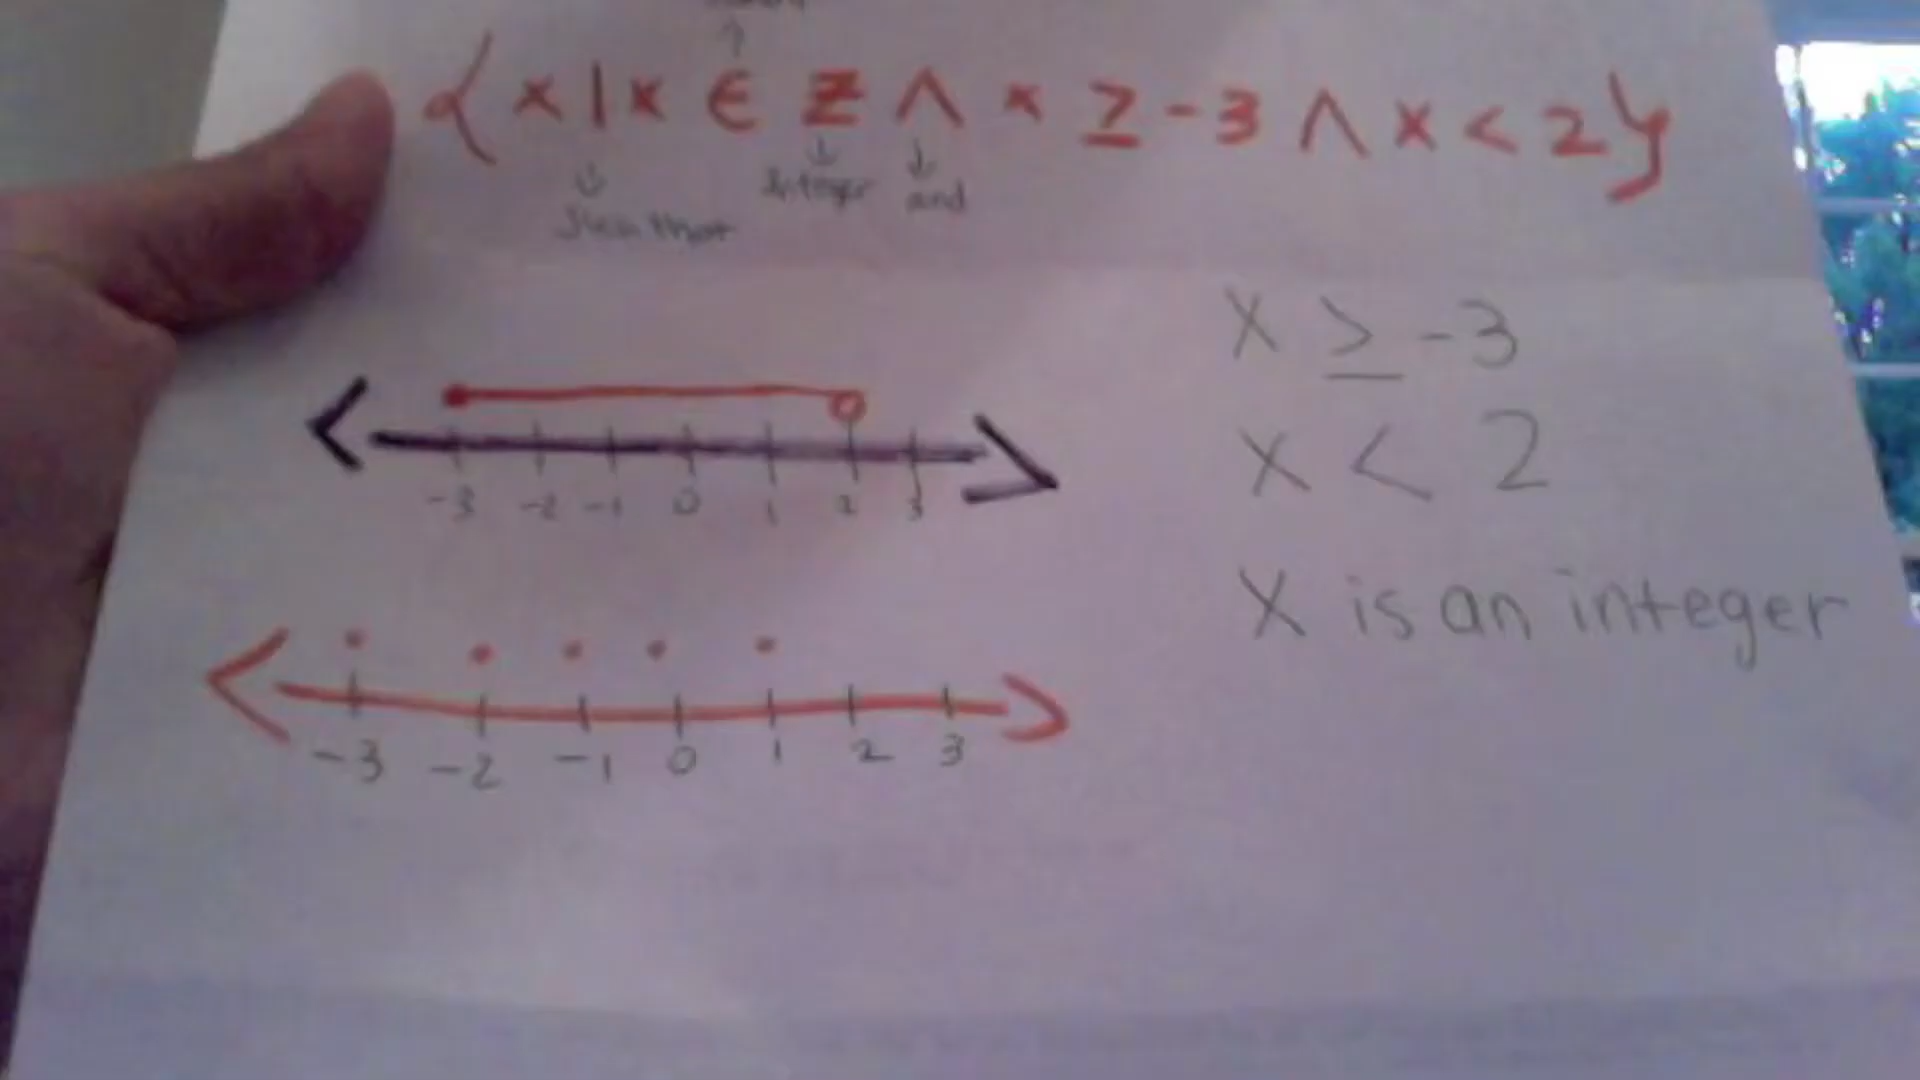 { x | x ∈ Z ∧ x ≥ -3 ∧ x < 2 }
such that
integer
and
x ≥ -3
-3 -2 -1 0 1 2 3
x < 2
x is an integer
-3 -2 -1 0 1 2 3